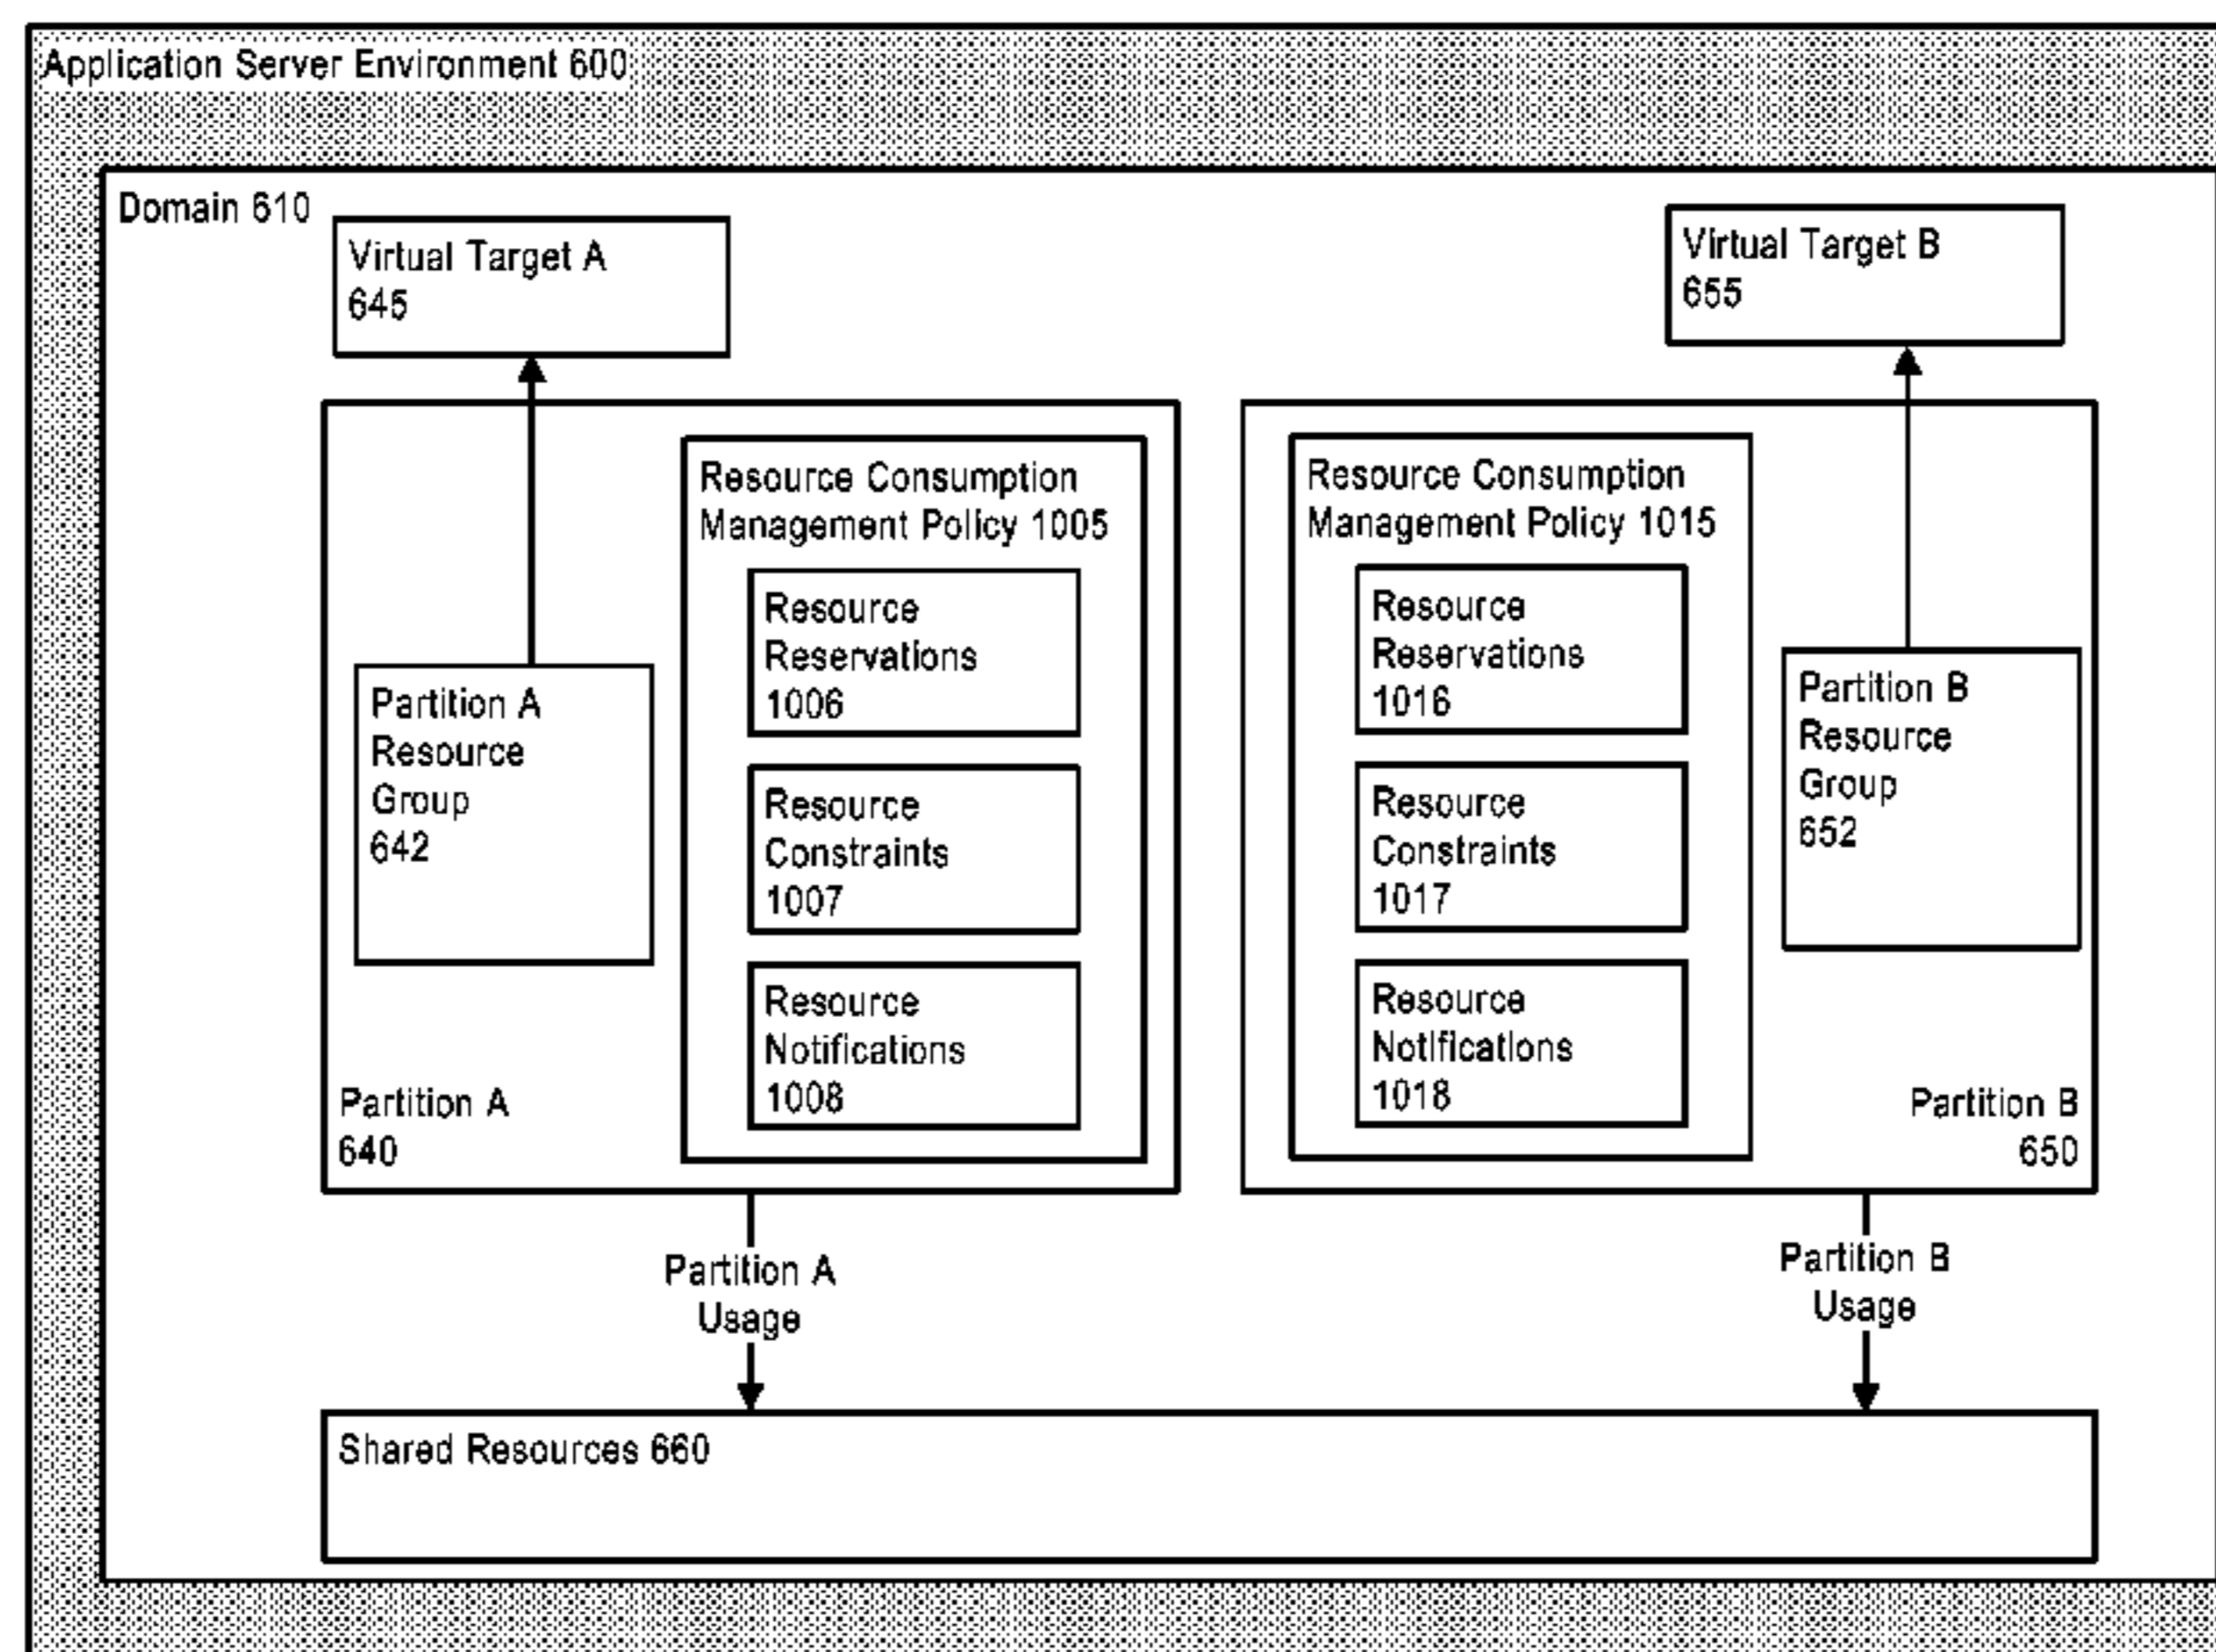 Application Server Environment 600
Domain 610
Virtual Target A
645
Virtual Target B
655
Resource Consumption
Management Policy 1005
Resource
Reservations
1006
Resource
Constraints
1007
Resource
Notifications
1008
Partition A
Resource
Group
642
Partition A
640
Resource Consumption
Management Policy 1015
Resource
Reservations
1016
Resource
Constraints
1017
Resource
Notifications
1018
Partition B
Resource
Group
652
Partition B
650
Partition A
Usage
Partition B
Usage
Shared Resources 660